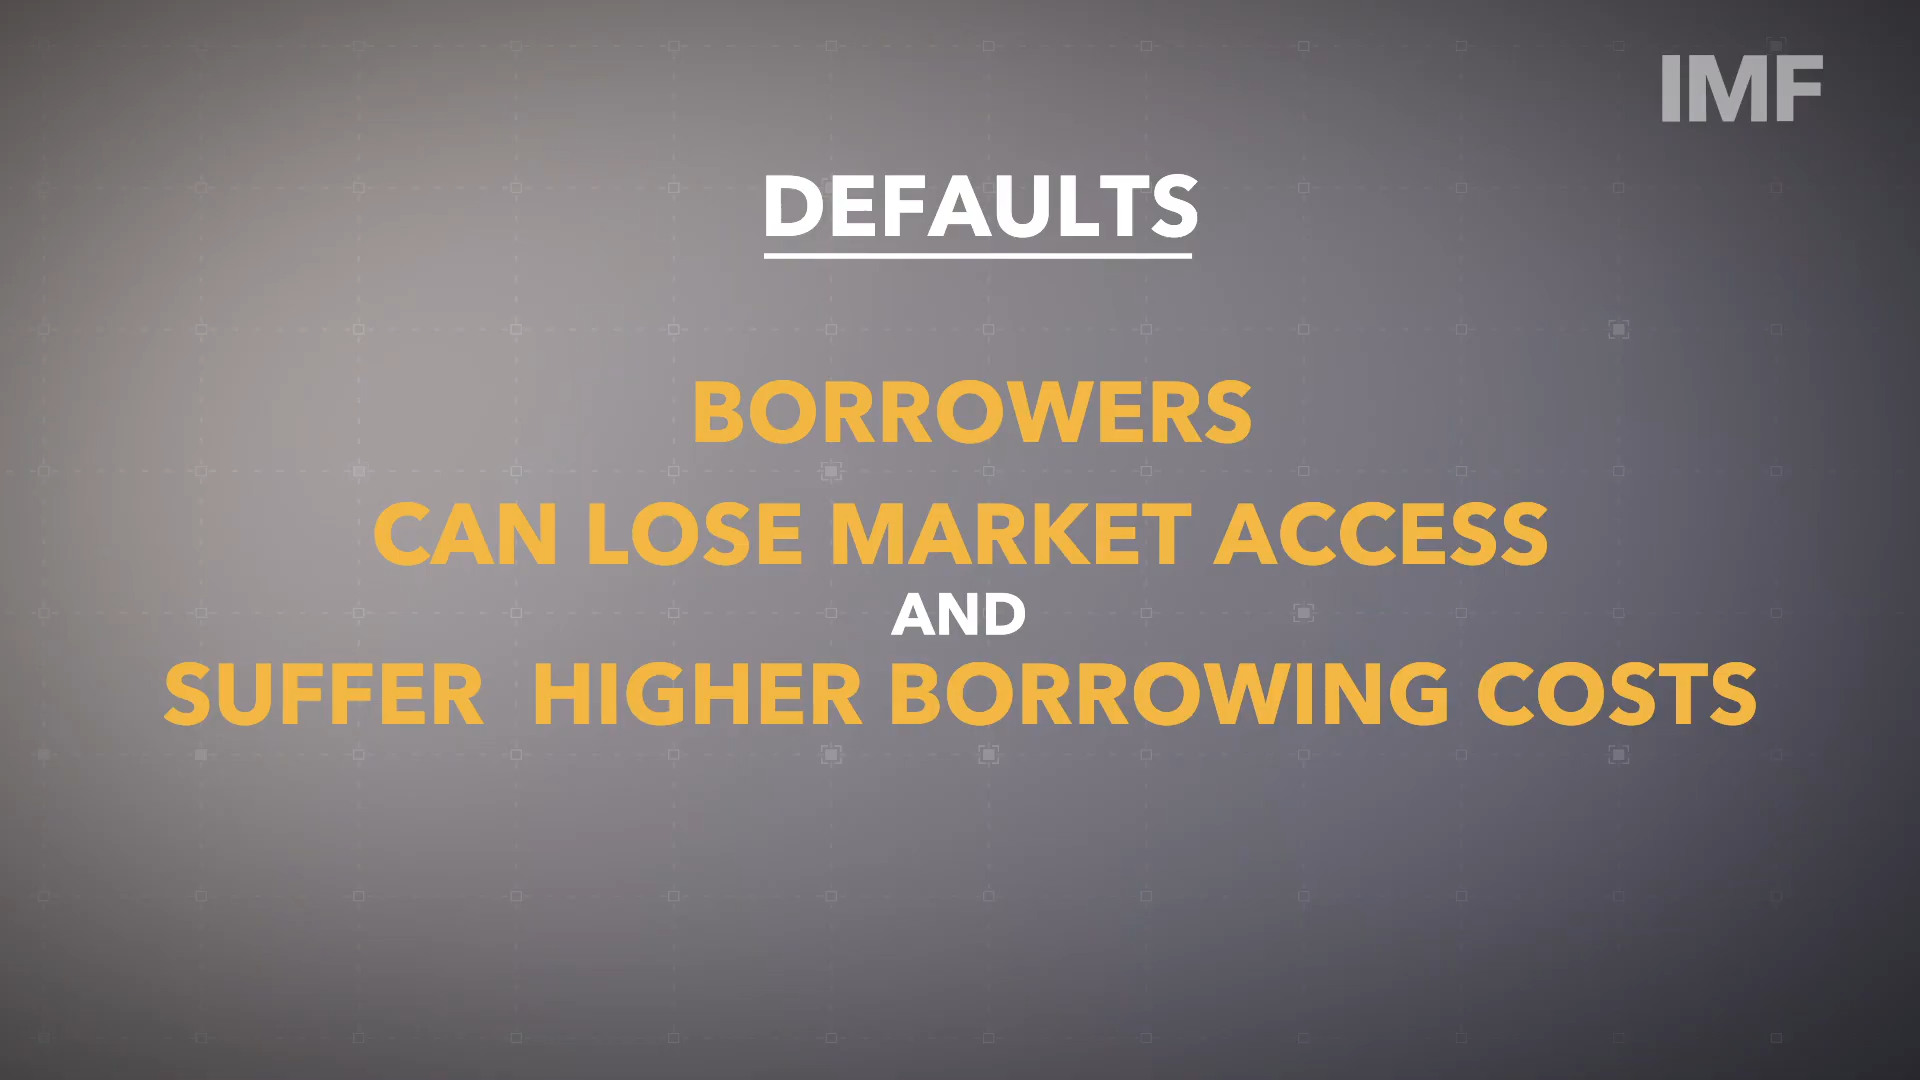 IMF
DEFAULTS
BORROWERS
CAN LOSE MARKET ACCESS
AND
SUFFER  HIGHER BORROWING COSTS